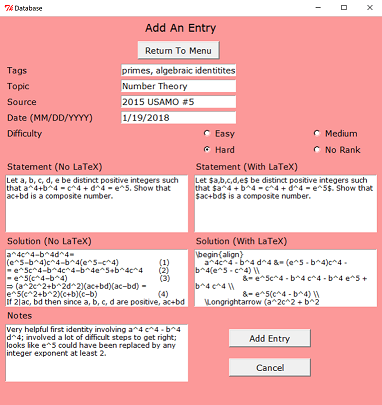 Database
Add An Entry
Return To Menu
Tags primes, algebraic identitites
Topic Number Theory
Source 2015 USAMO #5
Date (MM/DD/YYYY) 1/19/2018
Difficulty Easy Medium
Hard No Rank
Statement (No LaTeX)
Let a, b, c, d, e be distinct positive integers such
that a^4+b^4 = c^4 + d^4 = e^5. Show that
ac+bd is a composite number.
Statement (With LaTeX)
Let $a,b,c,d,e$ be distinct positive integers such
that $a^4 + b^4 = c^4 + d^4 = e^5$. Show that
$ac+bd$ is a composite number.
Solution (No LaTeX)
a^4c^4−b^4d^4=
(e^5−b^4)c^4−b^4(e^5−c^4) (1)
= e^5c^4−b^4c^4−b^4e^5+b^4c^4 (2)
= e^5(c^4−b^4) (3)
⇒ (a^2c^2+b^2d^2)(ac+bd)(ac−bd) =
e^5(c^2+b^2)(c+b)(c−b) (4)
If 2|ac, bd then since a, b, c, d are positive, ac+bd
Solution (With LaTeX)
\begin{align}
a^4c^4 - b^4 d^4 &= (e^5 - b^4)c^4 -
b^4(e^5 - c^4) \\
&= e^5c^4 - b^4 c^4 - b^4 e^5 +
b^4 c^4 \\
&= e^5(c^4 - b^4) \\
\Longrightarrow (a^2c^2 + b^2
Notes
Very helpful first identity involving a^4 c^4 - b^4
d^4; involved a lot of difficult steps to get right;
looks like e^5 could have been replaced by any
integer exponent at least 2.
Add Entry
Cancel